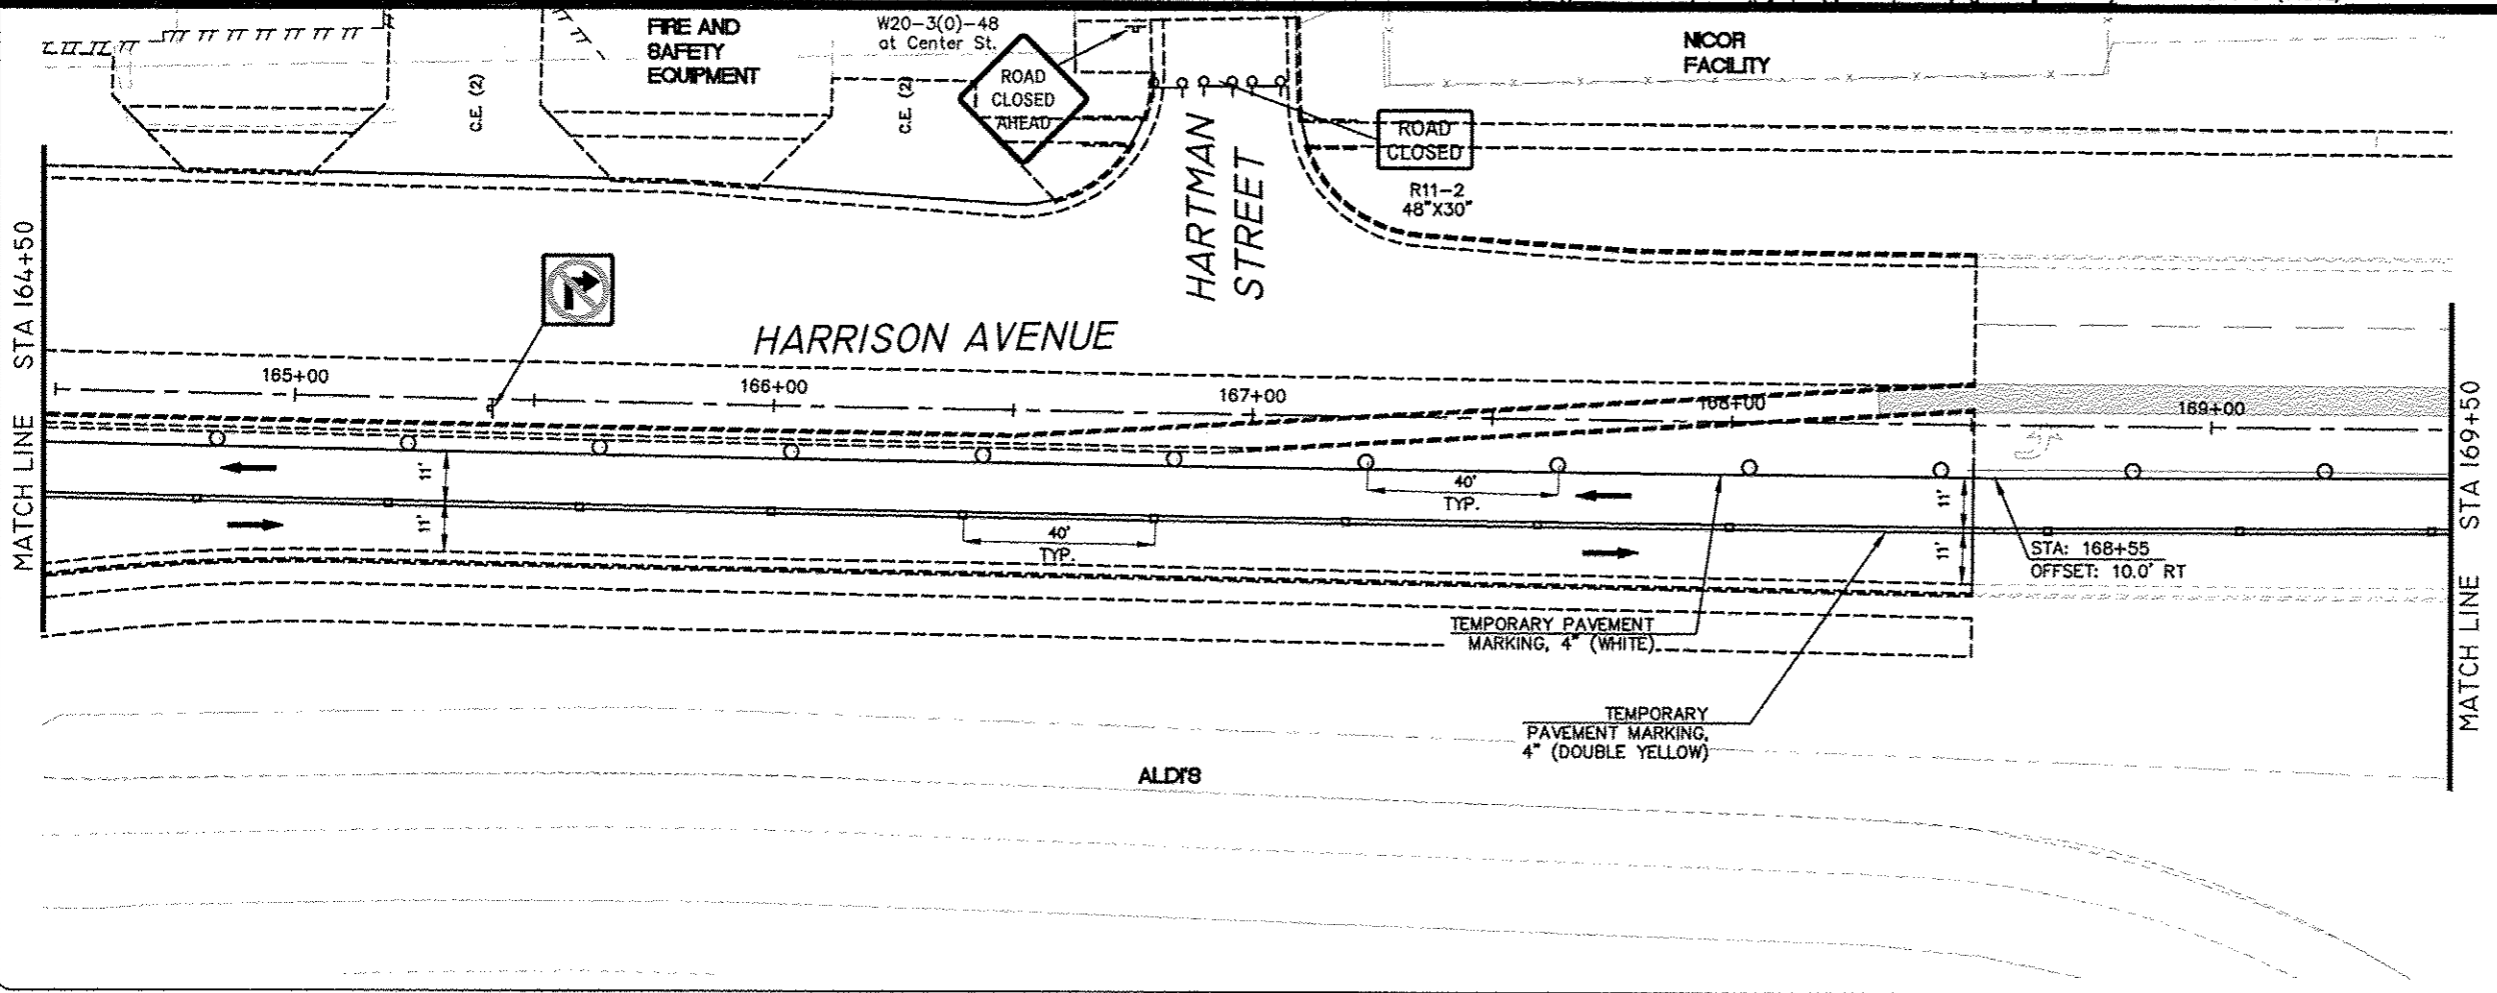 W20-3(O)-48
at Center St.
FIRE AND
SAFETY
EQUIPMENT
C.E. (2)
C.E. (2)
ROAD
CLOSED
AHEAD
NICOR
FACILITY
ROAD
CLOSED
R11-2
48"X30"
HARTMAN
STREET
HARRISON AVENUE
MATCH LINE STA 164+50
165+00
166+00
167+00
168+00
169+00
11'
11'
40'
TYP.
40'
TYP.
11'
11'
STA: 168+55
OFFSET: 10.0' RT
MATCH LINE STA 169+50
TEMPORARY PAVEMENT
MARKING, 4" (WHITE)
TEMPORARY
PAVEMENT MARKING,
4" (DOUBLE YELLOW)
ALDI'S